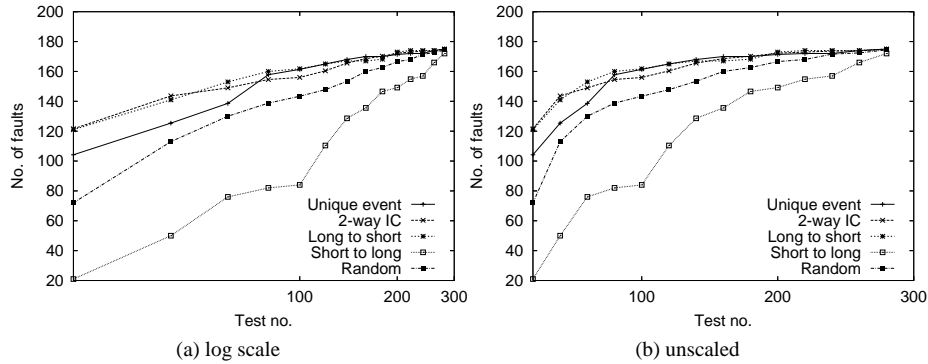 200
180
160
140
120
100
80
60
40
20
No. of faults
Unique event
2-way IC
Long to short
Short to long
Random
100
200
300
Test no.
(a) log scale
200
180
160
140
120
100
80
60
40
20
No. of faults
Unique event
2-way IC
Long to short
Short to long
Random
100
200
300
Test no.
(b) unscaled